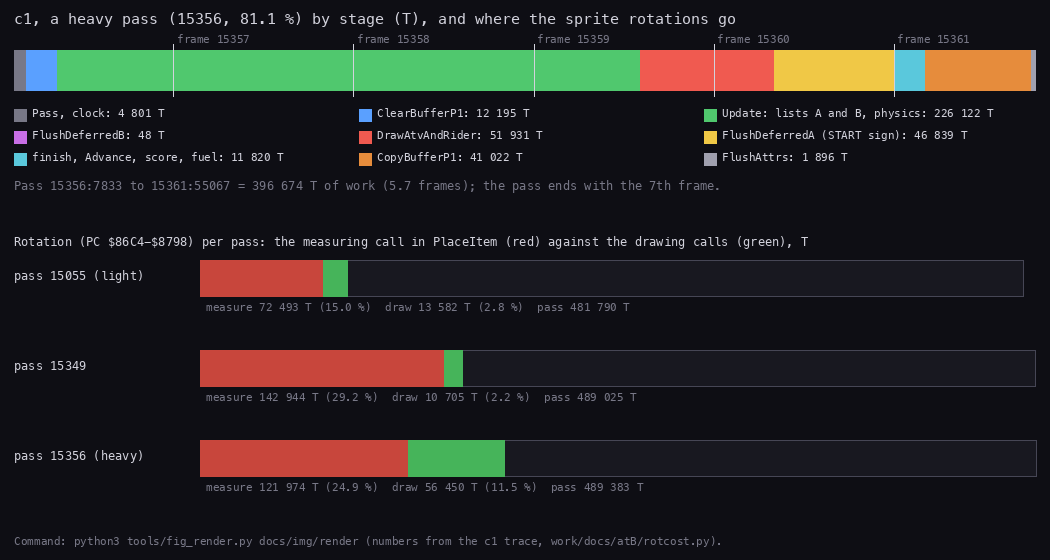 c1, a heavy pass (15356, 81.1 %) by stage (T), and where the sprite rotations go
frame 15357 frame 15358 frame 15359 frame 15360 frame 15361
Pass, clock: 4 801 T ClearBufferP1: 12 195 T Update: lists A and B, physics: 226 122 T
FlushDeferredB: 48 T DrawAtvAndRider: 51 931 T FlushDeferredA (START sign): 46 839 T
finish, Advance, score, fuel: 11 820 T CopyBufferP1: 41 022 T FlushAttrs: 1 896 T
Pass 15356:7833 to 15361:55067 = 396 674 T of work (5.7 frames); the pass ends with the 7th frame.
Rotation (PC $86C4–$8798) per pass: the measuring call in PlaceItem (red) against the drawing calls (green), T
pass 15055 (light)
measure 72 493 T (15.0 %) draw 13 582 T (2.8 %) pass 481 790 T
pass 15349
measure 142 944 T (29.2 %) draw 10 705 T (2.2 %) pass 489 025 T
pass 15356 (heavy)
measure 121 974 T (24.9 %) draw 56 450 T (11.5 %) pass 489 383 T
Command: python3 tools/fig_render.py docs/img/render (numbers from the c1 trace, work/docs/atB/rotcost.py).